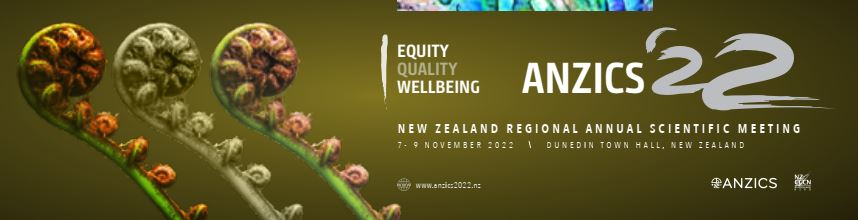 EQUITY
QUALITY
WELLBEING
ANZICS'22
NEW ZEALAND REGIONAL ANNUAL SCIENTIFIC MEETING
7- 9 NOVEMBER 2022 \ DUNEDIN TOWN HALL, NEW ZEALAND
www.anzics2022.nz
ANZICS